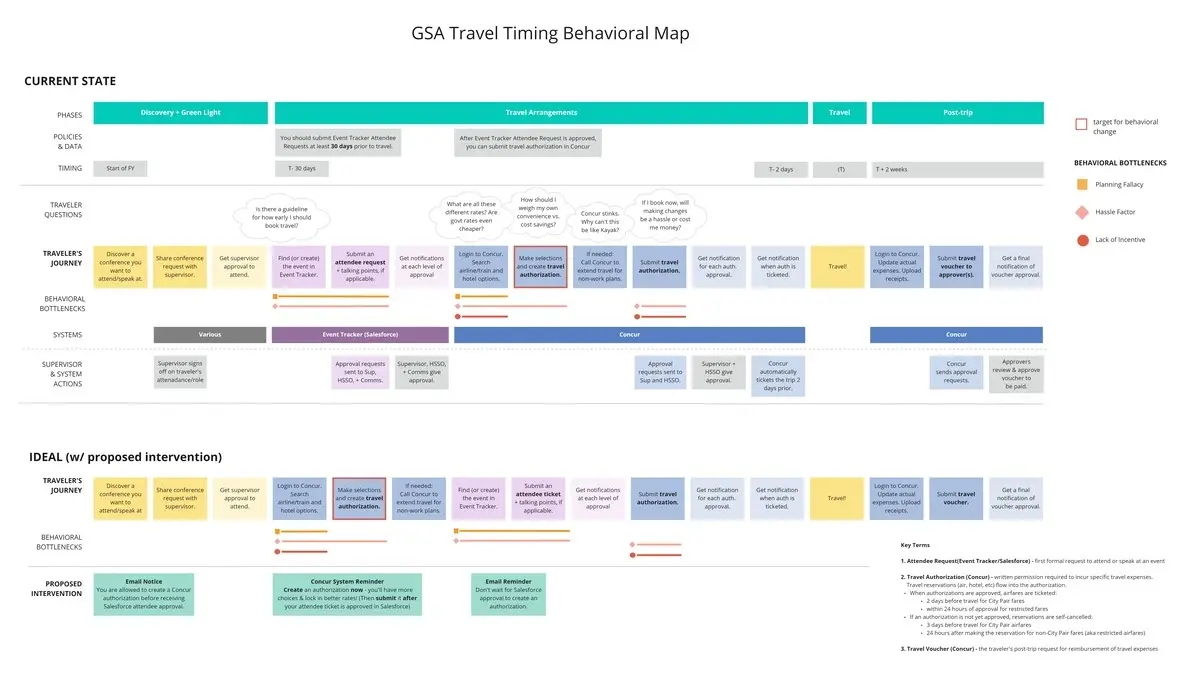 GSA Travel Timing Behavioral Map
CURRENT STATE
PHASES
Discovery + Green Light
Travel Arrangements
Travel
Post-trip
POLICIES
& DATA
You should submit Event Tracker Attendee
Requests at least 30 days prior to travel.
After Event Tracker Attendee Request is approved,
you can submit travel authorization in Concur
TIMING
Start of FY
T- 30 days
T- 2 days
(T)
T + 2 weeks
target for behavioral
change
BEHAVIORAL BOTTLENECKS
Planning Fallacy
Hassle Factor
Lack of Incentive
TRAVELER
QUESTIONS
Is there a guideline
for how early I should
book travel?
What are all these
different rates? Are
govt rates even
cheaper?
How should I
weigh my own
convenience vs.
cost savings?
Concur stinks.
Why can't this
be like Kayak?
If I book now, will
making changes
be a hassle or cost
me money?
TRAVELER'S
JOURNEY
Discover a
conference you
want to
attend/speak at.
Share conference
request with
supervisor.
Get supervisor
approval to
attend.
Find (or create)
the event in
Event Tracker.
Submit an
attendee request
+ talking points, if
applicable.
Get notifications
at each level of
approval
Login to Concur.
Search
airline/train and
hotel options.
Make selections
and create travel
authorization.
If needed:
Call Concur to
extend travel for
non-work plans.
Submit travel
authorization.
Get notification
for each auth.
approval.
Get notification
when auth is
ticketed.
Travel!
Login to Concur.
Update actual
expenses, Upload
receipts.
Submit travel
voucher to
approver(s).
Get a final
notification of
voucher approval.
BEHAVIORAL
BOTTLENECKS
SYSTEMS
Various
Event Tracker (Salesforce)
Concur
Concur
SUPERVISOR
& SYSTEM
ACTIONS
Supervisor signs
off on traveler's
attenadance/role
Approval requests
sent to Sup,
HSSO, + Comms.
Supervisor, HSSO,
+ Comms give
approval.
Approval
requests sent to
Sup and HSSO.
Supervisor +
HSSO give
approval.
Concur
automatically
tickets the trip 2
days prior.
Concur
sends approval
requests.
Approvers
review & approve
voucher to
be paid.
IDEAL (w/ proposed intervention)
TRAVELER'S
JOURNEY
Discover a
conference you
want to
attend/speak at
Share conference
request with
supervisor.
Get supervisor
approval to
attend.
Login to Concur.
Search
airline/train and
hotel options.
Make selections
and create travel
authorization.
If needed:
Call Concur to
extend travel for
non-work plans.
Find (or create)
the event in
Event Tracker.
Submit an
attendee ticket
+ talking points, if
applicable.
Get notifications
at each level of
approval
Submit travel
authorization.
Get notification
for each auth.
approval.
Get notification
when auth is
ticketed.
Travel!
Login to Concur.
Update actual
expenses, Upload
receipts.
Submit travel
voucher.
Get a final
notification of
voucher approval.
BEHAVIORAL
BOTTLENECKS
PROPOSED
INTERVENTION
Email Notice
You are allowed to create a Concur
authorization before receiving
Salesforce attendee approval.
Concur System Reminder
Create an authorization now - you'll have more
choices & lock in better rates! (Then submit it after
your attendee ticket is approved in Salesforce)
Email Reminder
Don't wait for Salesforce
approval to create an
authorization.
Key Terms
1. Attendee Request(Event Tracker/Salesforce) - first formal request to attend or speak at an event
2. Travel Authorization (Concur) - written permission required to incur specific travel expenses.
Travel reservations (air, hotel, etc) flow into the authorization.
• When authorizations are approved, airfares are ticketed:
• 2 days before travel for City Pair fares
• within 24 hours of approval for restricted fares
• If an authorization is not yet approved, reservations are self-cancelled:
• 3 days before travel for City Pair airfares
• 24 hours after making the reservation for non-City Pair fares (aka restricted airfares)
3. Travel Voucher (Concur) - the traveler's post-trip request for reimbursement of travel expenses